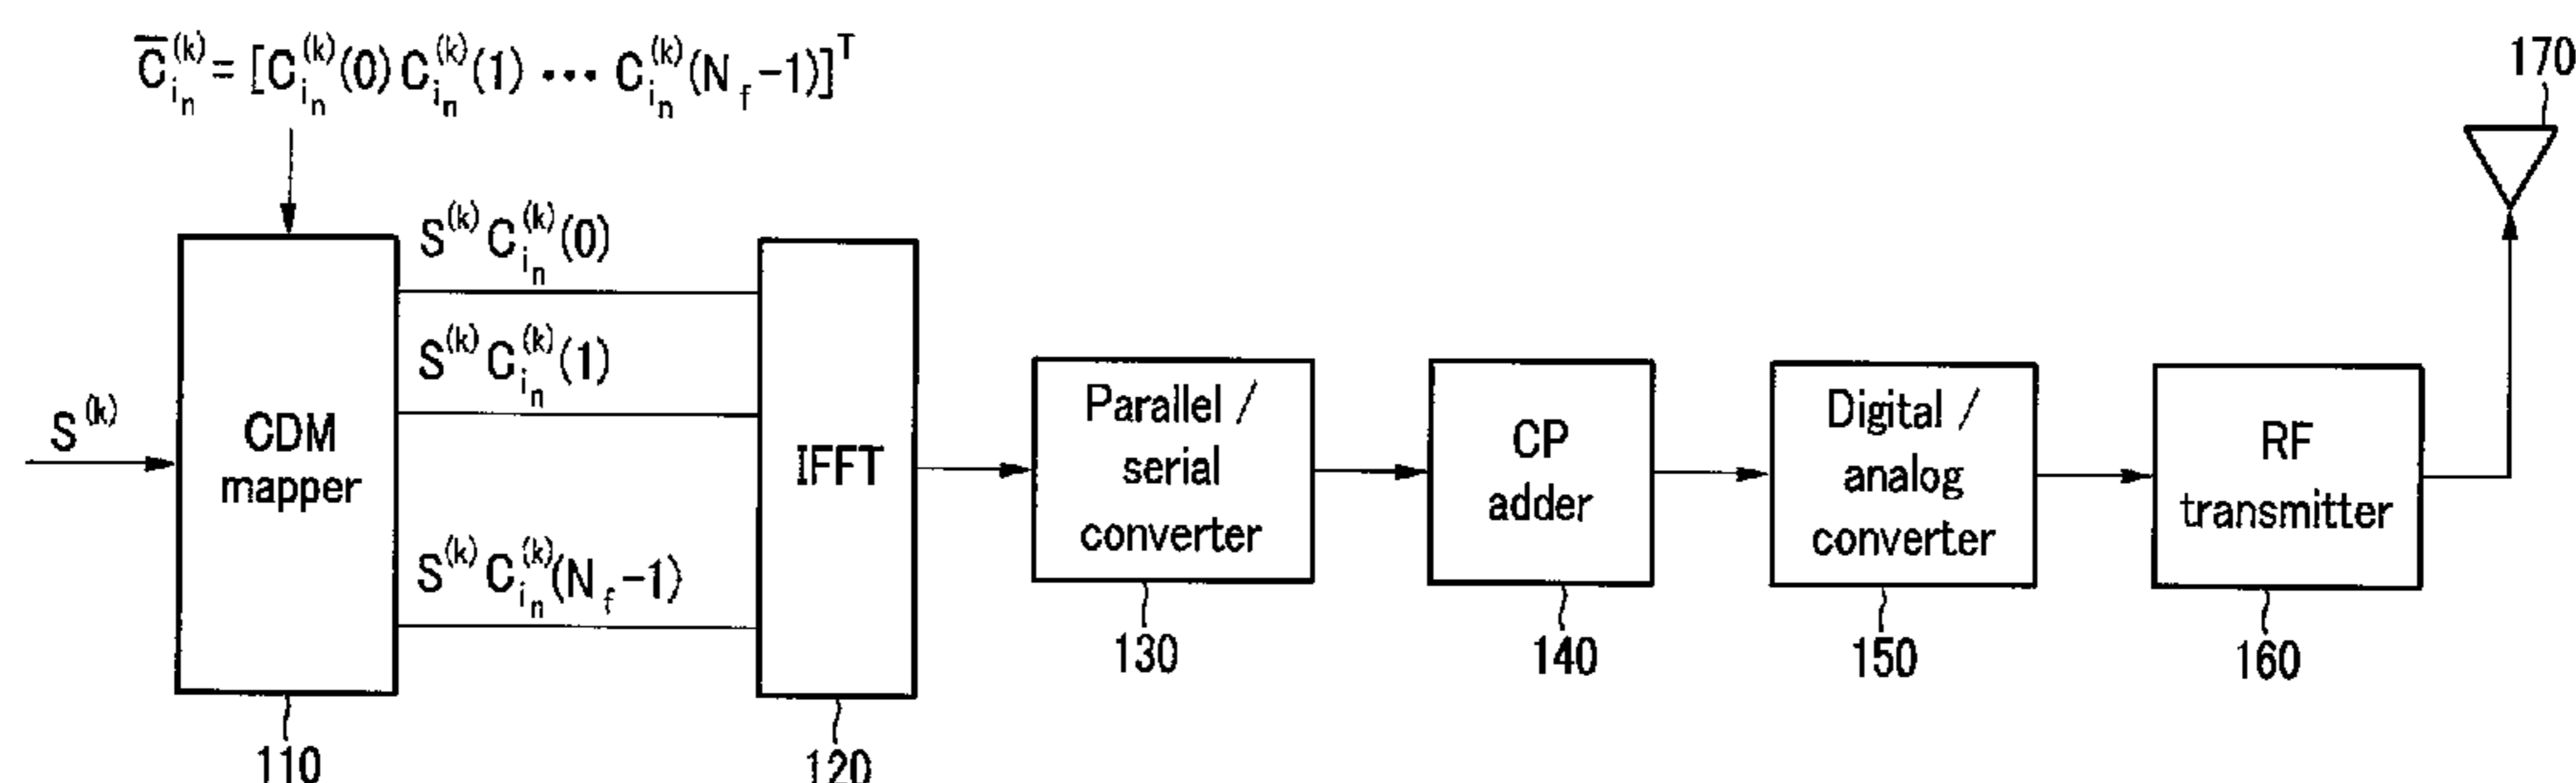 C̅_{i_n}^{(k)} = [C_{i_n}^{(k)}(0) C_{i_n}^{(k)}(1) ••• C_{i_n}^{(k)}(N_f -1)]^T
170
S^{(k)} C_{i_n}^{(k)}(0)
S^{(k)} C_{i_n}^{(k)}(1)
S^{(k)} C_{i_n}^{(k)}(N_f -1)
S^{(k)}
CDM
mapper
IFFT
Parallel /
serial
converter
CP
adder
Digital /
analog
converter
RF
transmitter
110
120
130
140
150
160